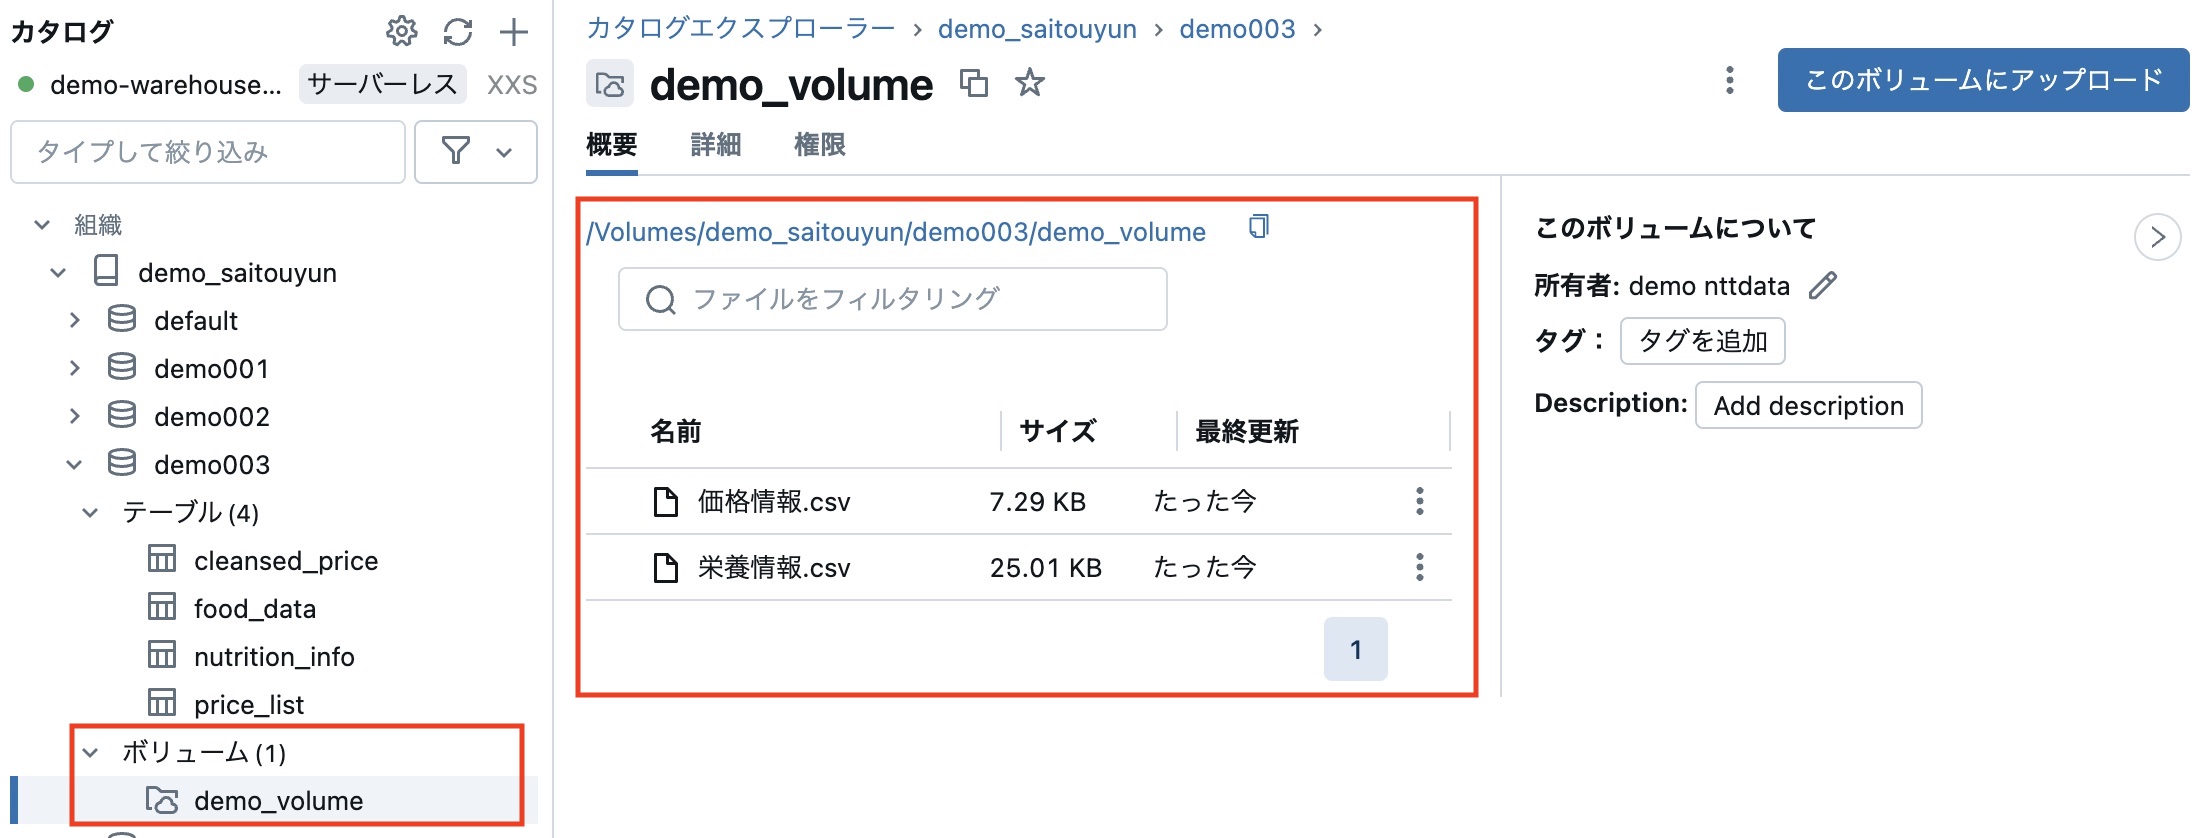 カタログ
demo-warehouse... サーバーレス XXS
タイプして絞り込み
組織
demo_saitouyun
default
demo001
demo002
demo003
テーブル (4)
cleansed_price
food_data
nutrition_info
price_list
ボリューム (1)
demo_volume
カタログエクスプローラー › demo_saitouyun › demo003 ›
demo_volume
このボリュームにアップロード
概要 詳細 権限
/Volumes/demo_saitouyun/demo003/demo_volume
ファイルをフィルタリング
名前 サイズ 最終更新
価格情報.csv 7.29 KB たった今
栄養情報.csv 25.01 KB たった今
1
このボリュームについて
所有者: demo nttdata
タグ： タグを追加
Description: Add description